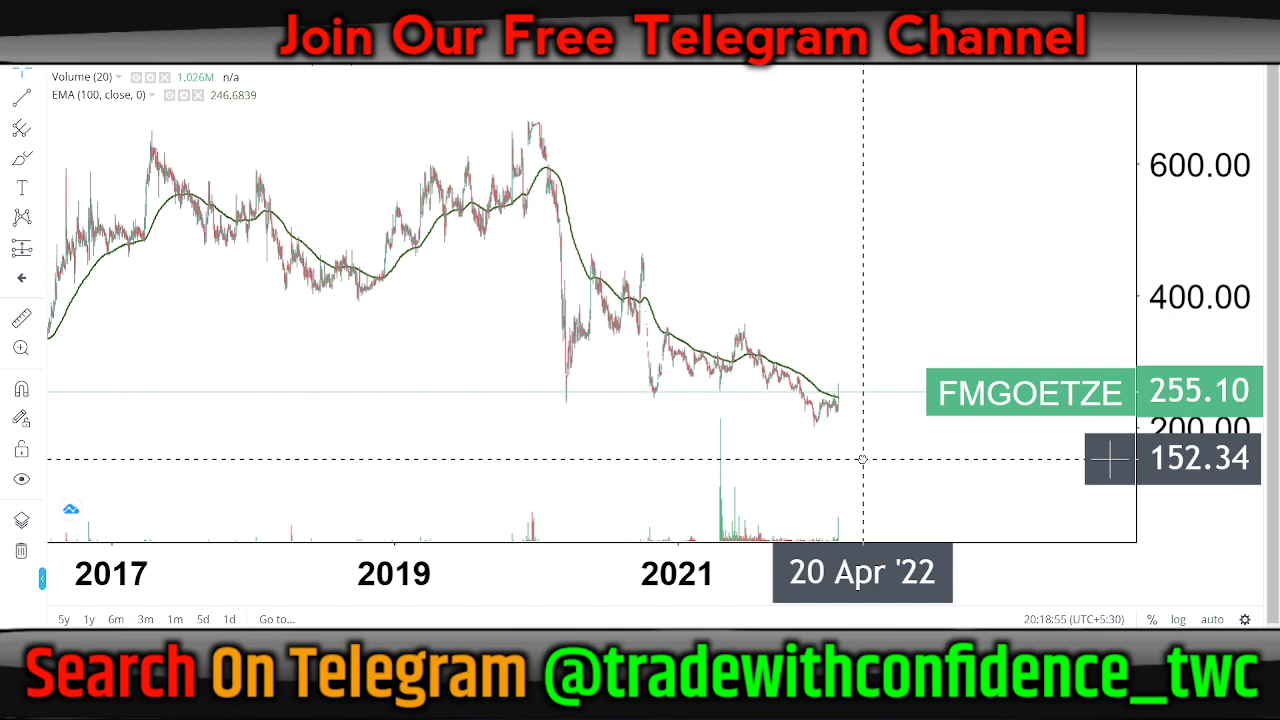 Join Our Free Telegram Channel
Volume (20) 1.026M n/a
EMA (100, close, 0) 246.6839
600.00
400.00
FMGOETZE 255.10
200.00
152.34
2017 2019 2021 20 Apr '22
5y 1y 6m 3m 1m 5d 1d Go to... 20:18:55 (UTC+5:30) % log auto
Search On Telegram @tradewithconfidence_twc